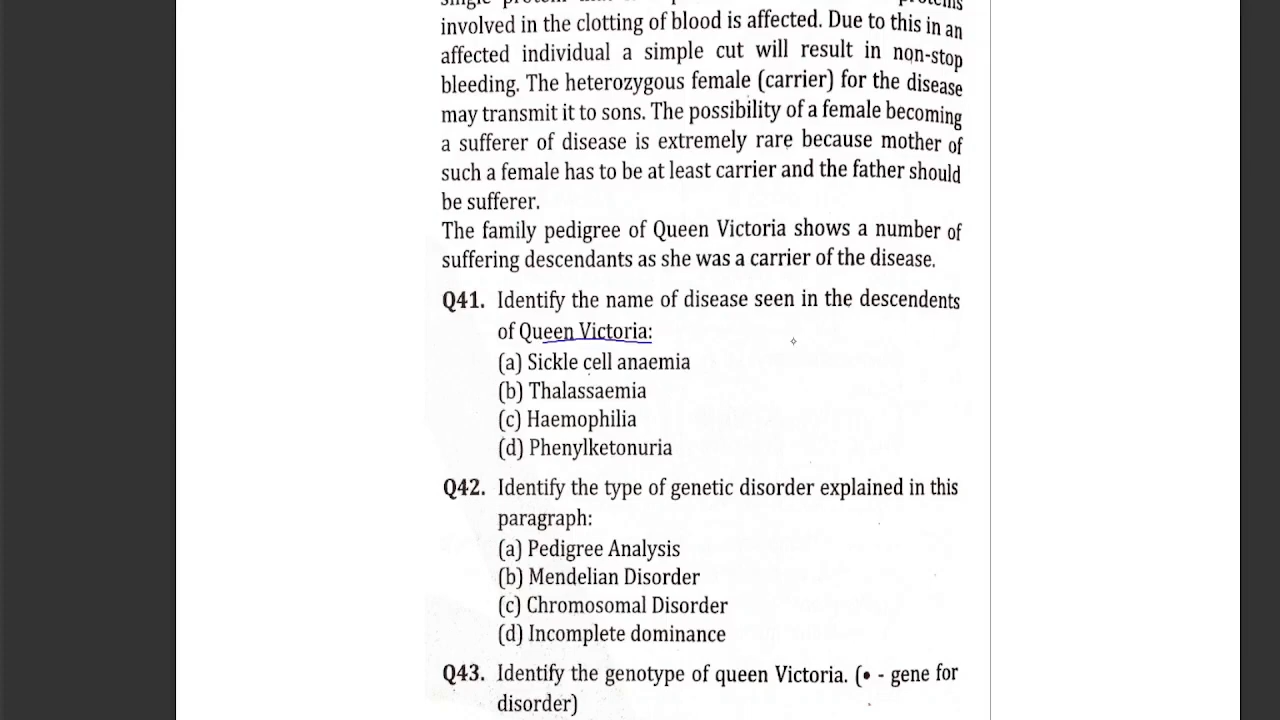 involved in the clotting of blood is affected. Due to this in an
affected individual a simple cut will result in non-stop
bleeding. The heterozygous female (carrier) for the disease
may transmit it to sons. The possibility of a female becoming
a sufferer of disease is extremely rare because mother of
such a female has to be at least carrier and the father should
be sufferer.
The family pedigree of Queen Victoria shows a number of
suffering descendants as she was a carrier of the disease.
Q41. Identify the name of disease seen in the descendents
of Queen Victoria:
(a) Sickle cell anaemia
(b) Thalassaemia
(c) Haemophilia
(d) Phenylketonuria
Q42. Identify the type of genetic disorder explained in this
paragraph:
(a) Pedigree Analysis
(b) Mendelian Disorder
(c) Chromosomal Disorder
(d) Incomplete dominance
Q43. Identify the genotype of queen Victoria. (• - gene for
disorder)